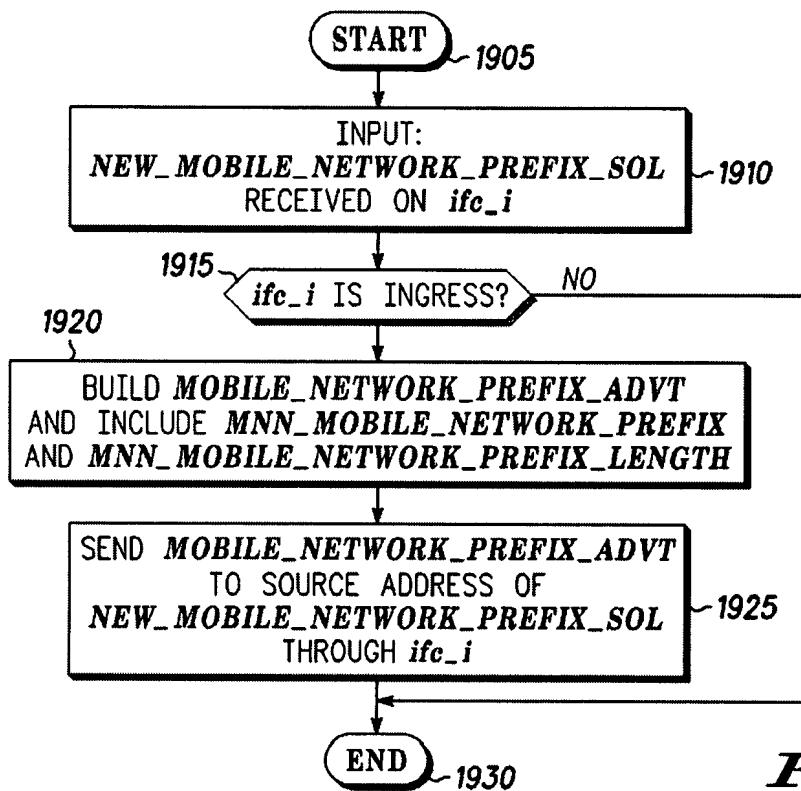 START
1905
INPUT:
NEW_MOBILE_NETWORK_PREFIX_SOL
RECEIVED ON ifc_i
1910
1915
ifc_i IS INGRESS?
NO
1920
BUILD MOBILE_NETWORK_PREFIX_ADVT
AND INCLUDE MNN_MOBILE_NETWORK_PREFIX
AND MNN_MOBILE_NETWORK_PREFIX_LENGTH
SEND MOBILE_NETWORK_PREFIX_ADVT
TO SOURCE ADDRESS OF
NEW_MOBILE_NETWORK_PREFIX_SOL
THROUGH ifc_i
1925
END
1930